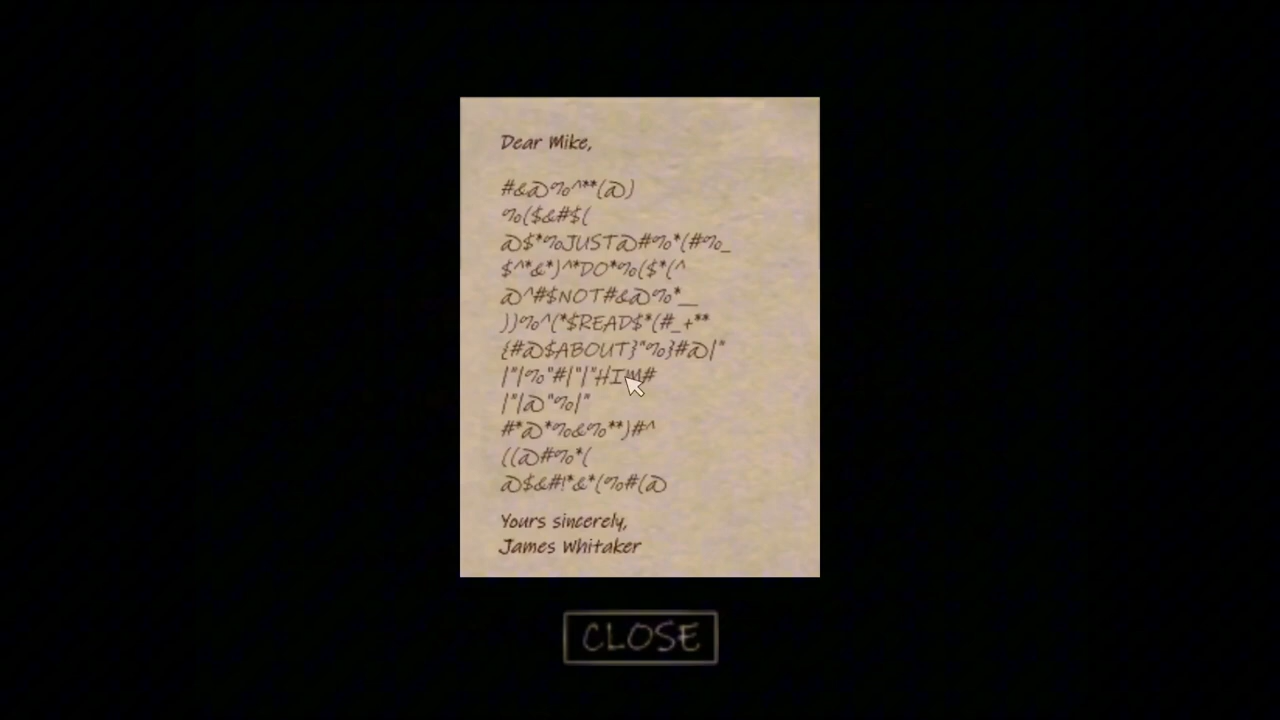 Dear Mike,
#&@%^**(@)
%($&#$(
@$*%JUST@#%*(#%_
$^*&*)^*DO*%($*(^
@^#$NOT#&@%*__
))%^(*$READ$*(#_+**
{#@$ABOUT}"%}#@|"
|"|%"#|"|"HIM#
|"|@"%|"
#*@*%&%**)#^
((@#%*(
@$&#!*&*(%#(@
Yours sincerely,
James Whitaker
CLOSE